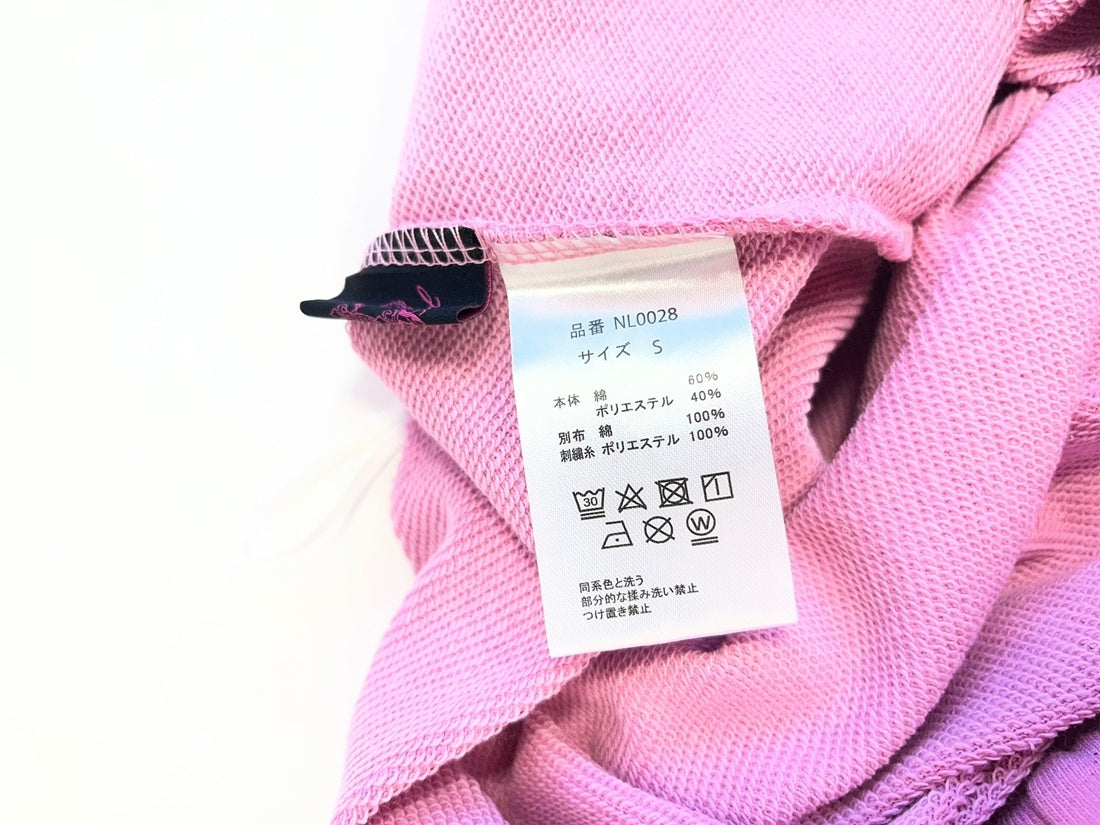 品番 NL0028
サイズ S
本体 綿 60%
ポリエステル 40%
別布 綿 100%
刺繍糸 ポリエステル 100%
30
W
同系色と洗う
部分的な揉み洗い禁止
つけ置き禁止